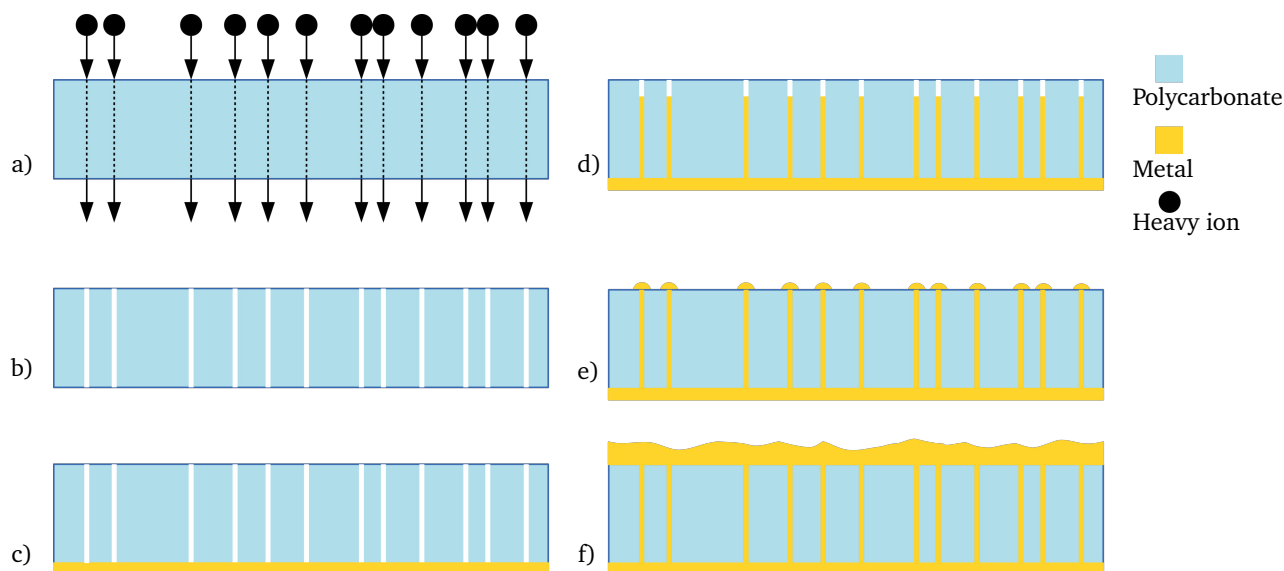 a)
b)
c)
d)
e)
f)
Polycarbonate
Metal
Heavy ion